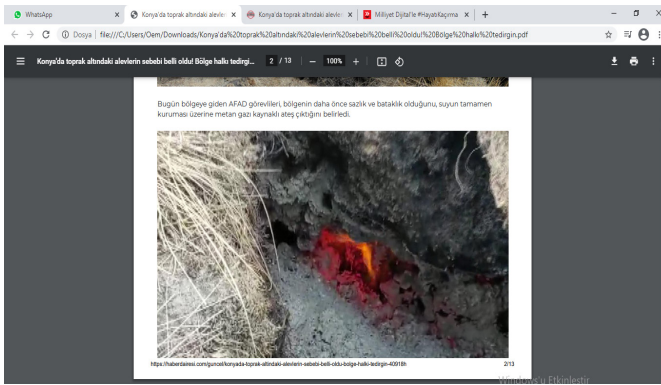 WhatsApp
Konya'da toprak altındaki alevler
Konya'da toprak altındaki alevler
Milliyet Dijital'le #HayatıKaçırma
Dosya | file:///C:/Users/Oem/Downloads/Konya'da%20toprak%20altındaki%20alevlerin%20sebebi%20belli%20oldu!%20Bölge%20halkı%20tedirgin.pdf
Konya'da toprak altındaki alevlerin sebebi belli oldu! Bölge halkı tedirgi... 2 / 13 100%
Bugün bölgeye giden AFAD görevlileri, bölgenin daha önce sazlık ve bataklık olduğunu, suyun tamamen
kuruması üzerine metan gazı kaynaklı ateş çıktığını belirledi.
https://haberdairesi.com/guncel/konyada-toprak-altindaki-alevlerin-sebebi-belli-oldu-bolge-halki-tedirgin-40918h 2/13
Windows'u Etkinleştir